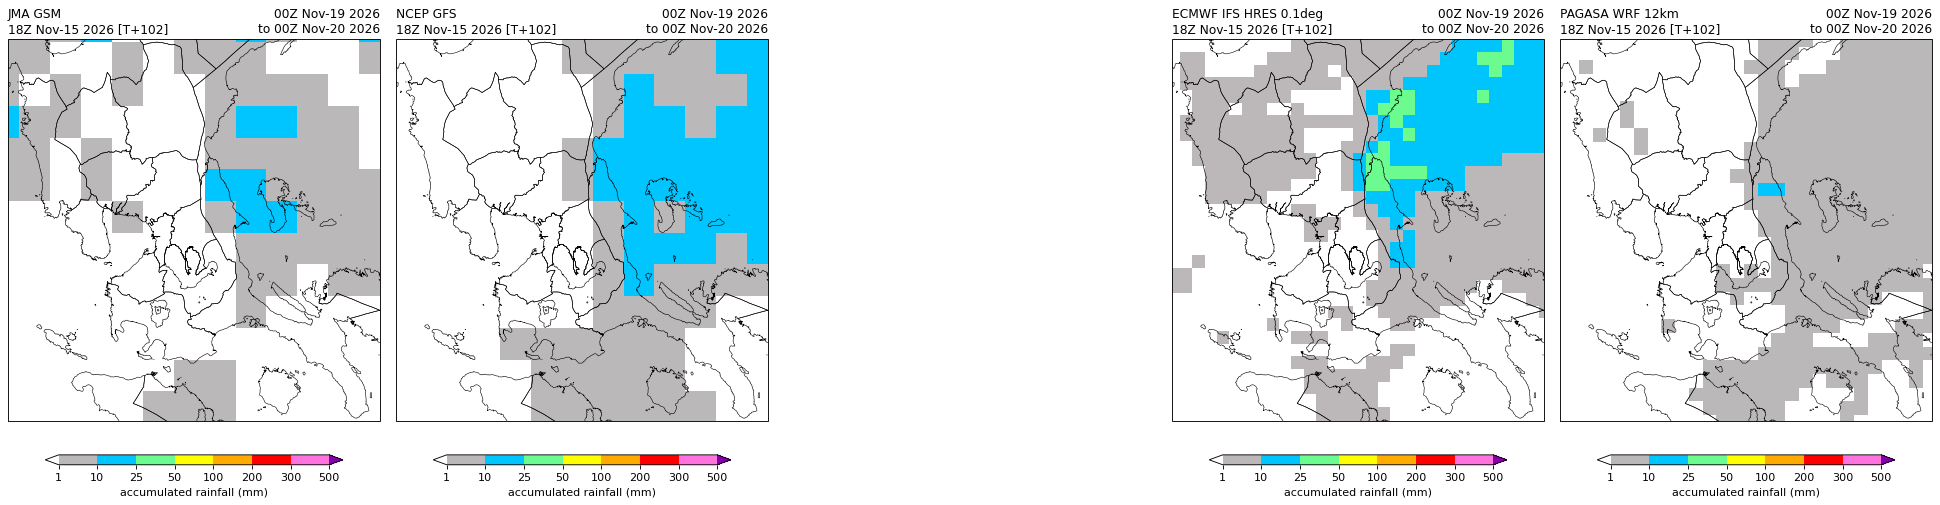 JMA GSM
00Z Nov-19 2026
18Z Nov-15 2026 [T+102]
to 00Z Nov-20 2026
NCEP GFS
00Z Nov-19 2026
18Z Nov-15 2026 [T+102]
to 00Z Nov-20 2026
ECMWF IFS HRES 0.1deg
00Z Nov-19 2026
18Z Nov-15 2026 [T+102]
to 00Z Nov-20 2026
PAGASA WRF 12km
00Z Nov-19 2026
18Z Nov-15 2026 [T+102]
to 00Z Nov-20 2026
1 10 25 50 100 200 300 500
accumulated rainfall (mm)
1 10 25 50 100 200 300 500
accumulated rainfall (mm)
1 10 25 50 100 200 300 500
accumulated rainfall (mm)
1 10 25 50 100 200 300 500
accumulated rainfall (mm)